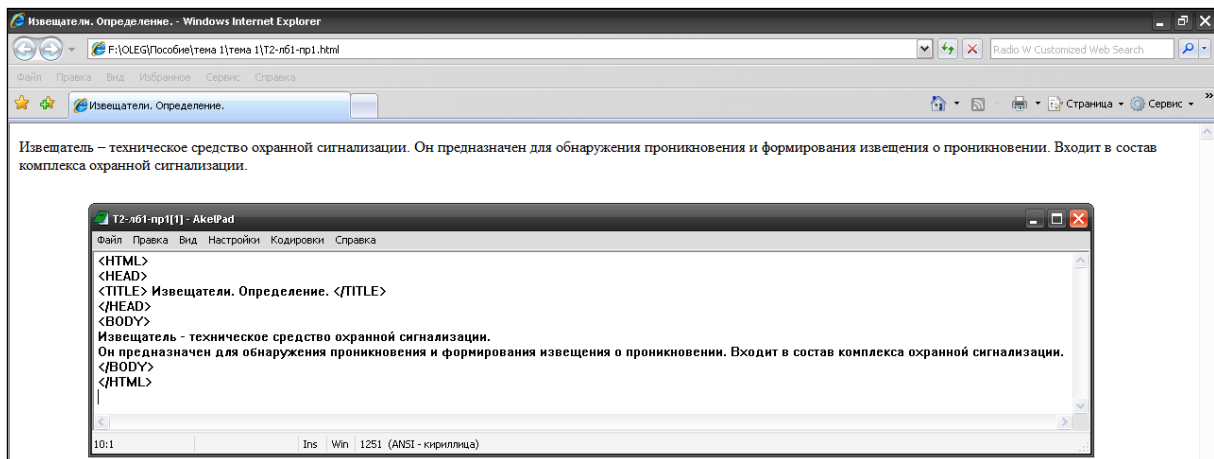 Извещатели. Определение. - Windows Internet Explorer
F:\OLEG\Пособие\тема 1\тема 1\Т2-лб1-пр1.html
Radio W Customized Web Search
Файл Правка Вид Избранное Сервис Справка
Извещатели. Определение.
Страница Сервис »
Извещатель – техническое средство охранной сигнализации. Он предназначен для обнаружения проникновения и формирования извещения о проникновении. Входит в состав
комплекса охранной сигнализации.
Т2-лб1-пр1[1] - AkelPad
Файл Правка Вид Настройки Кодировки Справка
<HTML>
<HEAD>
<TITLE> Извещатели. Определение. </TITLE>
</HEAD>
<BODY>
Извещатель - техническое средство охранной сигнализации.
Он предназначен для обнаружения проникновения и формирования извещения о проникновении. Входит в состав комплекса охранной сигнализации.
</BODY>
</HTML>
10:1 Ins Win 1251 (ANSI - кириллица)